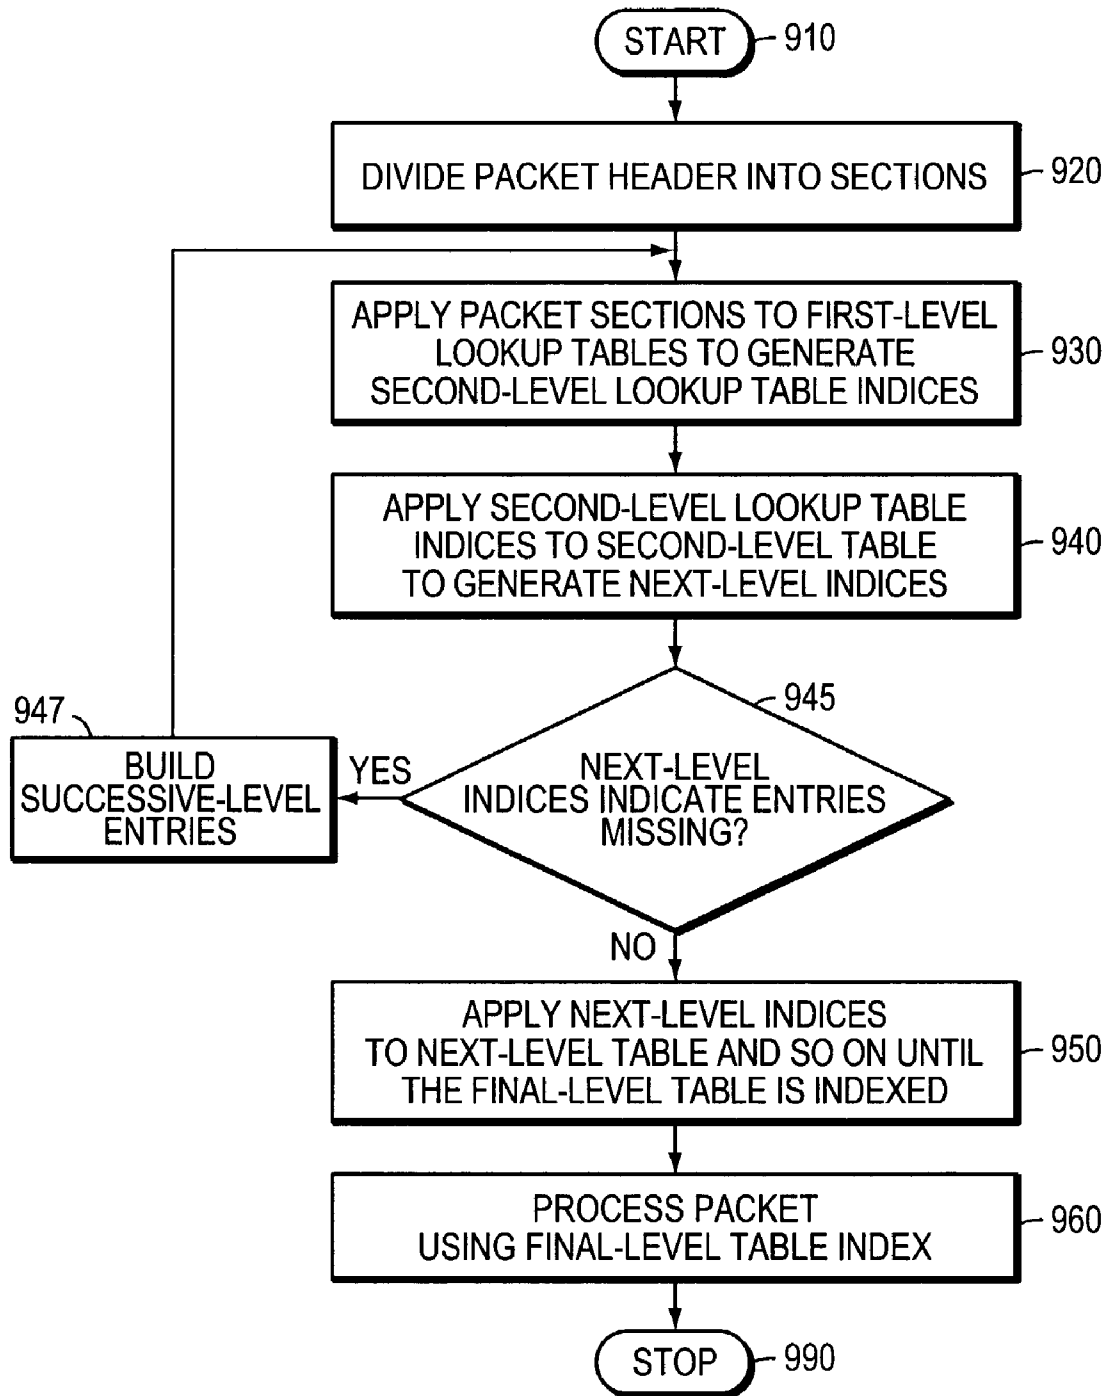 START
910
DIVIDE PACKET HEADER INTO SECTIONS
920
APPLY PACKET SECTIONS TO FIRST-LEVEL
LOOKUP TABLES TO GENERATE
SECOND-LEVEL LOOKUP TABLE INDICES
930
APPLY SECOND-LEVEL LOOKUP TABLE
INDICES TO SECOND-LEVEL TABLE
TO GENERATE NEXT-LEVEL INDICES
940
945
NEXT-LEVEL
INDICES INDICATE ENTRIES
MISSING?
YES
947
BUILD
SUCCESSIVE-LEVEL
ENTRIES
NO
APPLY NEXT-LEVEL INDICES
TO NEXT-LEVEL TABLE AND SO ON UNTIL
THE FINAL-LEVEL TABLE IS INDEXED
950
PROCESS PACKET
USING FINAL-LEVEL TABLE INDEX
960
STOP
990